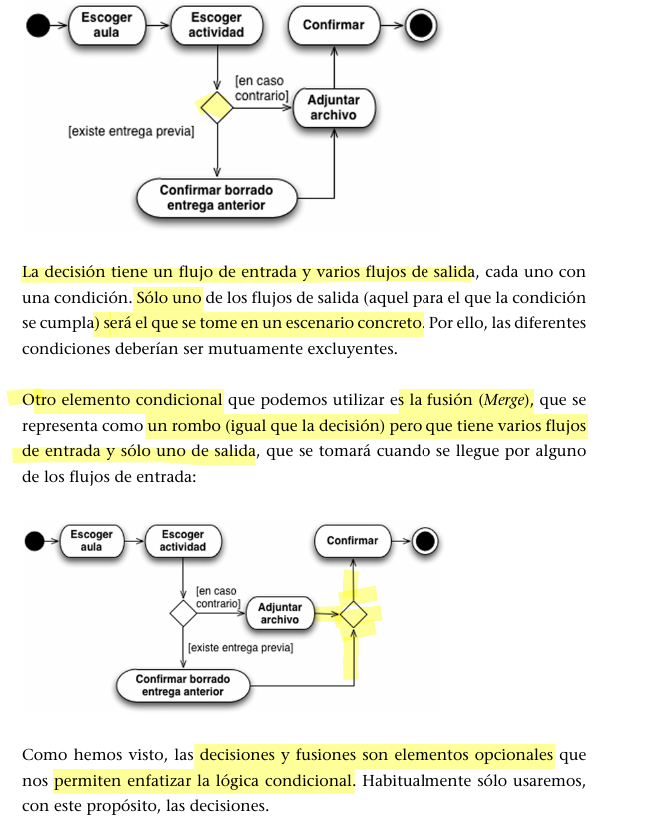 Escoger
aula
Escoger
actividad
Confirmar
[en caso
contrario]
Adjuntar
archivo
[existe entrega previa]
Confirmar borrado
entrega anterior
La decisión tiene un flujo de entrada y varios flujos de salida, cada uno con
una condición. Sólo uno de los flujos de salida (aquel para el que la condición
se cumpla) será el que se tome en un escenario concreto. Por ello, las diferentes
condiciones deberían ser mutuamente excluyentes.
Otro elemento condicional que podemos utilizar es la fusión (Merge), que se
representa como un rombo (igual que la decisión) pero que tiene varios flujos
de entrada y sólo uno de salida, que se tomará cuando se llegue por alguno
de los flujos de entrada:
Escoger
aula
Escoger
actividad
Confirmar
[en caso
contrario]
Adjuntar
archivo
[existe entrega previa]
Confirmar borrado
entrega anterior
Como hemos visto, las decisiones y fusiones son elementos opcionales que
nos permiten enfatizar la lógica condicional. Habitualmente sólo usaremos,
con este propósito, las decisiones.